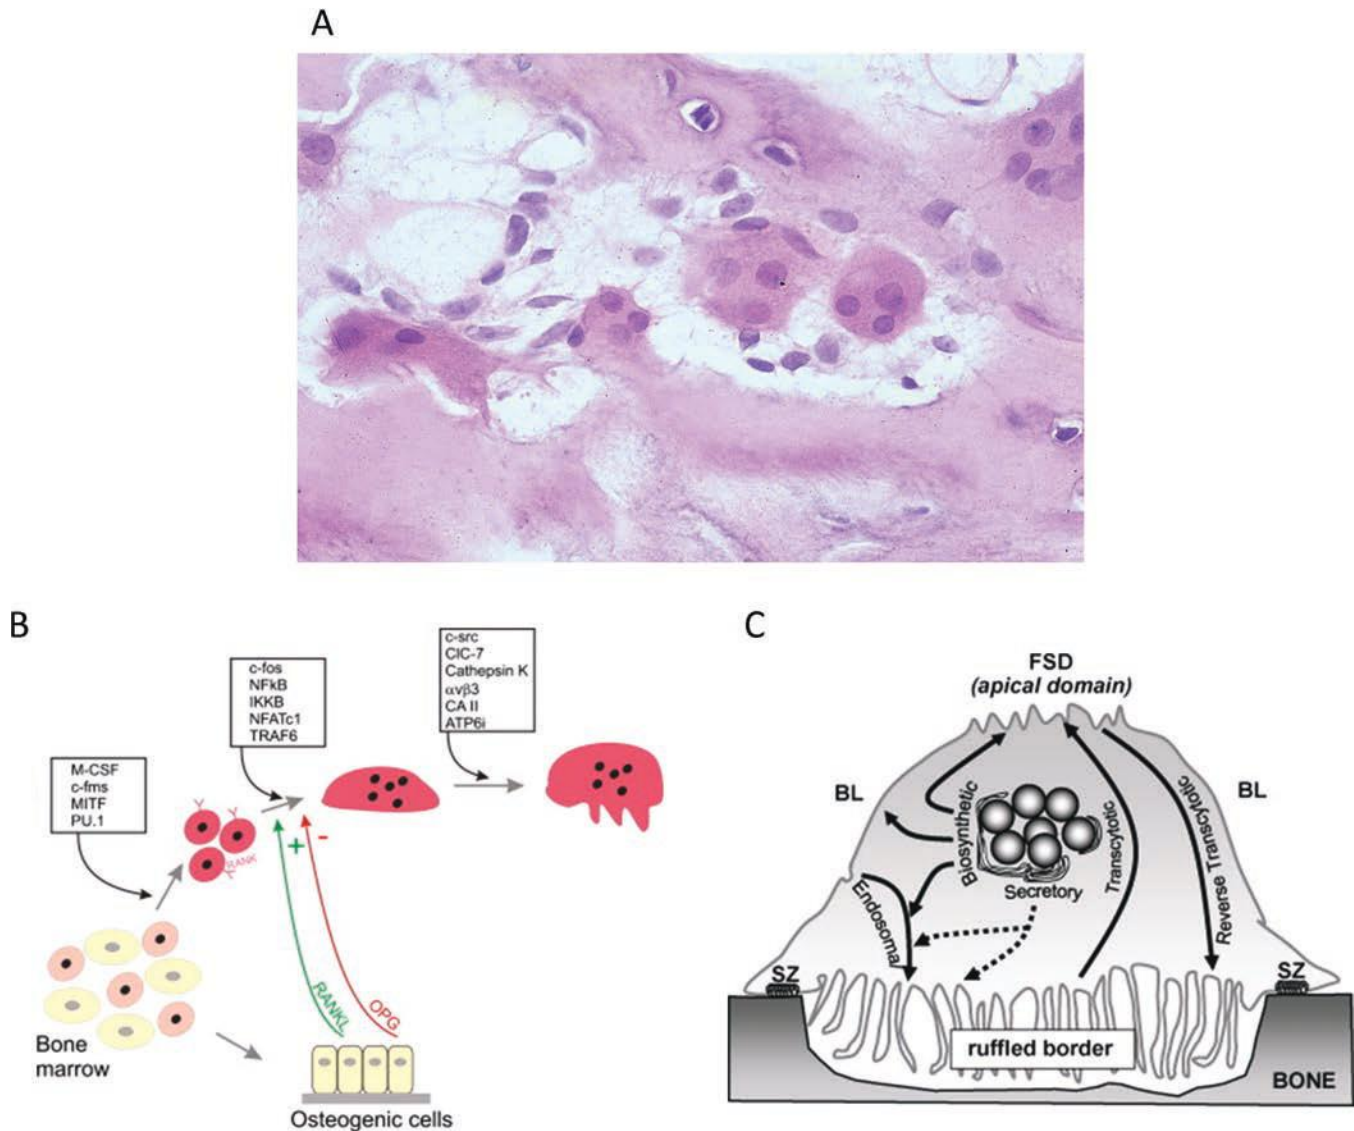 A
B
c-fos
NFkB
IKKB
NFATc1
TRAF6
c-src
ClC-7
Cathepsin K
αvβ3
CA II
ATP6i
M-CSF
c-fms
MITF
PU.1
RANK
+
-
RANKL
OPG
Bone
marrow
Osteogenic cells
C
FSD
(apical domain)
BL
BL
Biosynthetic
Secretory
Transcytotic
Reverse Transcytotic
Endosomal
SZ
SZ
ruffled border
BONE